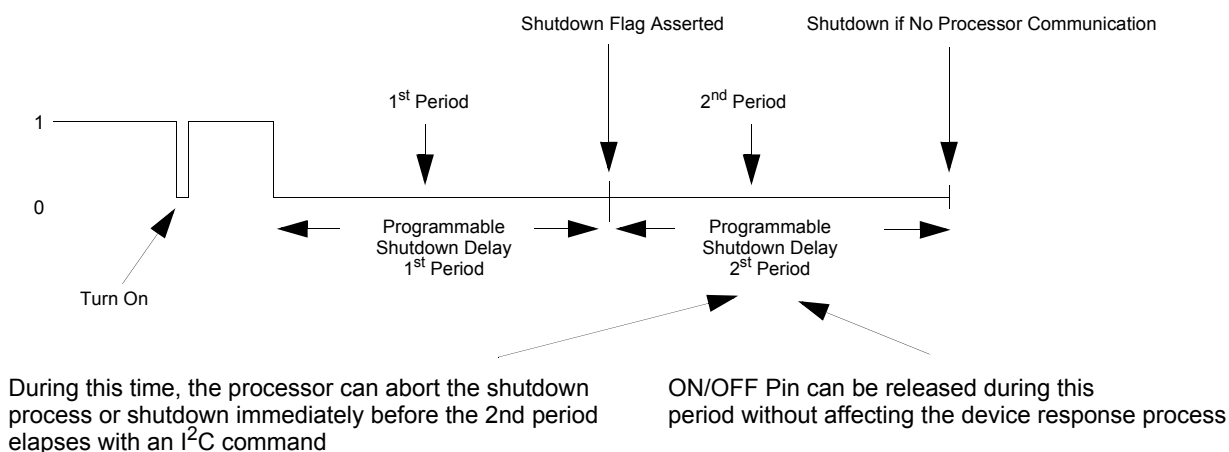 Shutdown Flag Asserted
Shutdown if No Processor Communication
1st Period
2nd Period
1
0
Programmable
Shutdown Delay
1st Period
Programmable
Shutdown Delay
2st Period
Turn On
During this time, the processor can abort the shutdown
process or shutdown immediately before the 2nd period
elapses with an I2C command
ON/OFF Pin can be released during this
period without affecting the device response process